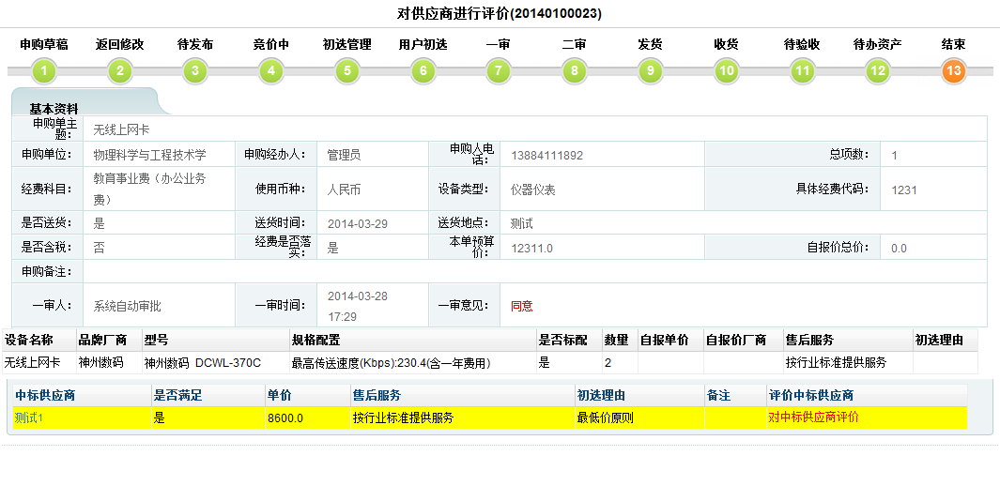 对供应商进行评价(20140100023)
申购草稿 返回修改 待发布 竞价中 初选管理 用户初选 一审 二审 发货 收货 待验收 待办资产 结束
1 2 3 4 5 6 7 8 9 10 11 12 13
基本资料
申购单主题： 无线上网卡
申购单位： 物理科学与工程技术学 申购经办人： 管理员 申购人电话： 13884111892 总项数： 1
经费科目： 教育事业费（办公业务费） 使用币种： 人民币 设备类型： 仪器仪表 具体经费代码： 1231
是否送货： 是 送货时间： 2014-03-29 送货地点： 测试
是否含税： 否 经费是否落实： 是 本单预算价： 12311.0 自报价总价： 0.0
申购备注：
一审人： 系统自动审批 一审时间： 2014-03-28 17:29 一审意见： 同意
设备名称 品牌厂商 型号 规格配置 是否标配 数量 自报单价 自报价厂商 售后服务 初选理由
无线上网卡 神州数码 神州数码 DCWL-370C 最高传送速度(Kbps):230.4(含一年费用) 是 2 按行业标准提供服务
中标供应商 是否满足 单价 售后服务 初选理由 备注 评价中标供应商
测试1 是 8600.0 按行业标准提供服务 最低价原则 对中标供应商评价